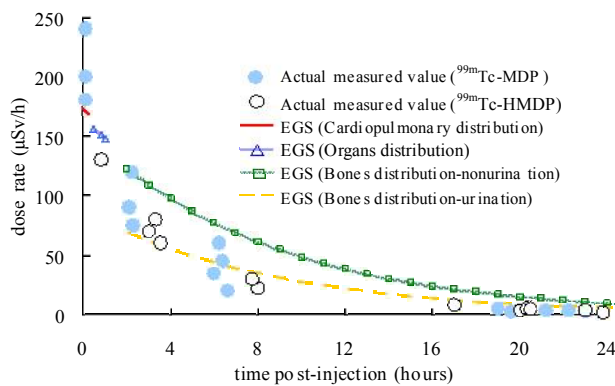 dose rate (μSv/h)
250
200
150
100
50
0
Actual measured value (99mTc-MDP )
Actual measured value (99mTc-HMDP)
EGS (Cardiopulmonary distribution)
EGS (Organs distribution)
EGS (Bones distribution-nonurination)
EGS (Bones distribution-urination)
0 4 8 12 16 20 24
time post-injection (hours)